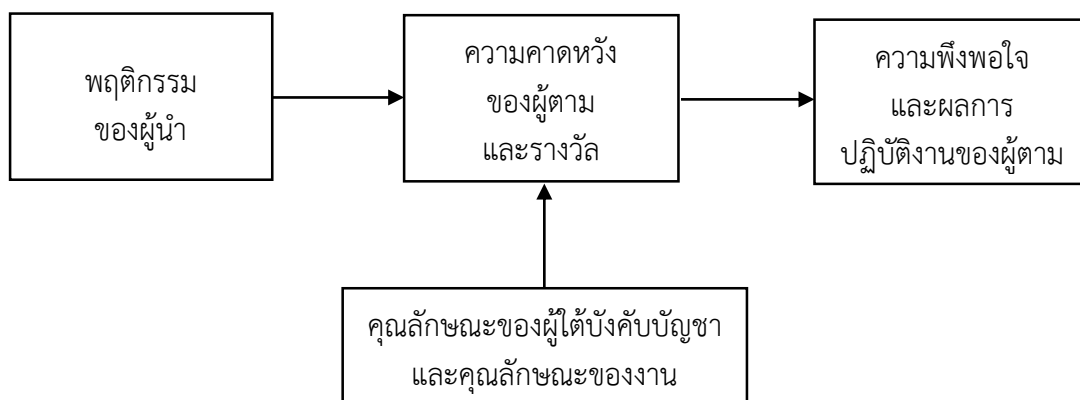 พฤติกรรม
ของผู้นำ
ความคาดหวัง
ของผู้ตาม
และรางวัล
ความพึงพอใจ
และผลการ
ปฏิบัติงานของผู้ตาม
คุณลักษณะของผู้ใต้บังคับบัญชา
และคุณลักษณะของงาน